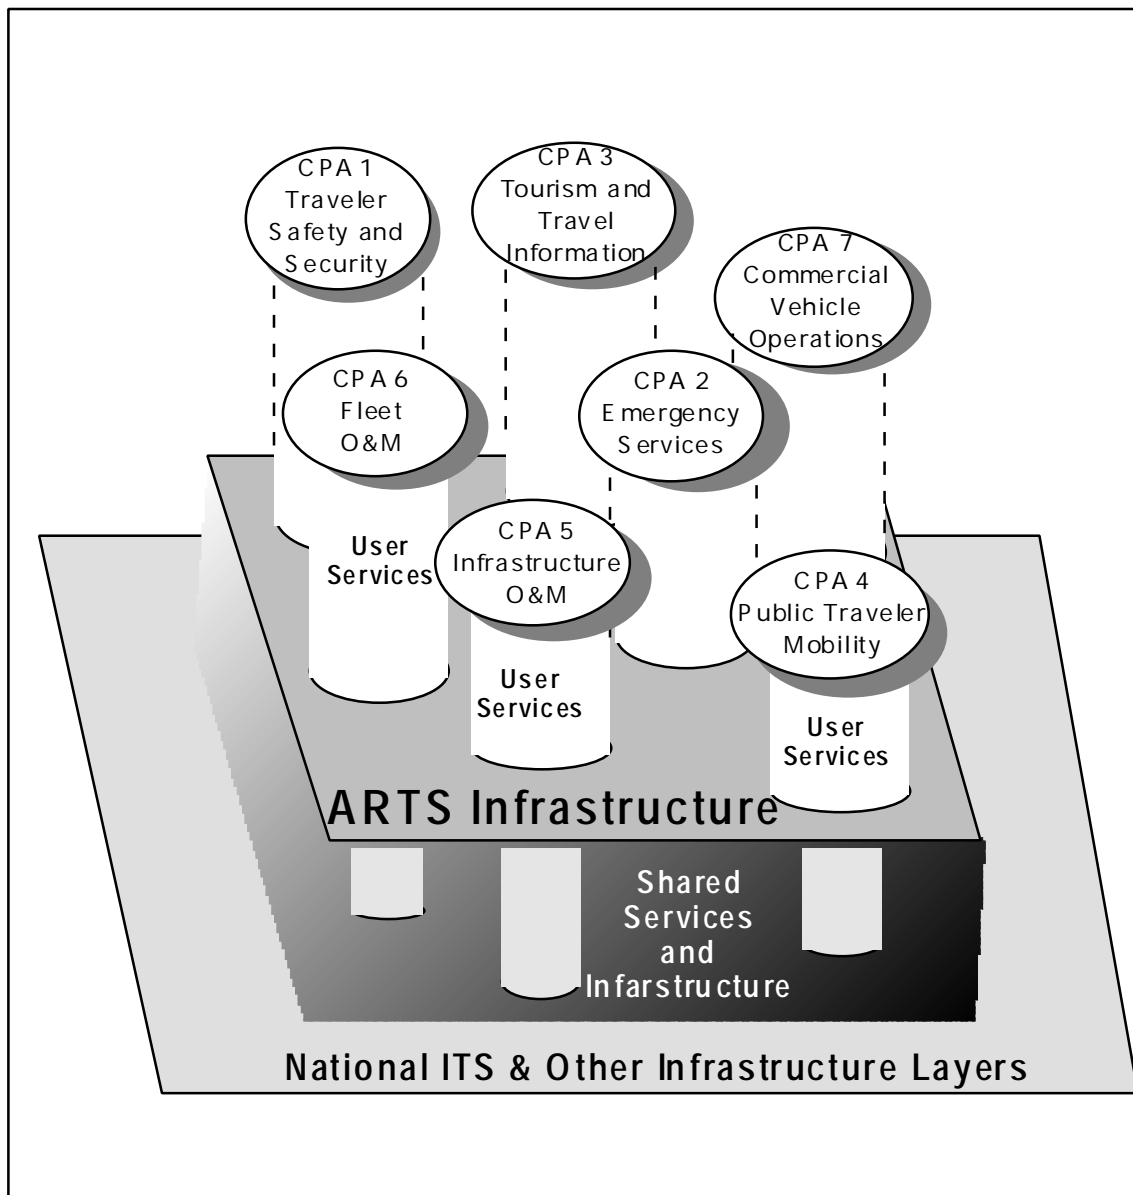 CPA 1
Traveler
Safety and
Security
CPA 3
Tourism and
Travel
Information
CPA 7
Commercial
Vehicle
Operations
CPA 6
Fleet
O&M
CPA 2
Emergency
Services
CPA 5
Infrastructure
O&M
CPA 4
Public Traveler
Mobility
User
Services
User
Services
User
Services
ARTS Infrastructure
Shared
Services
and
Infarstructure
National ITS & Other Infrastructure Layers